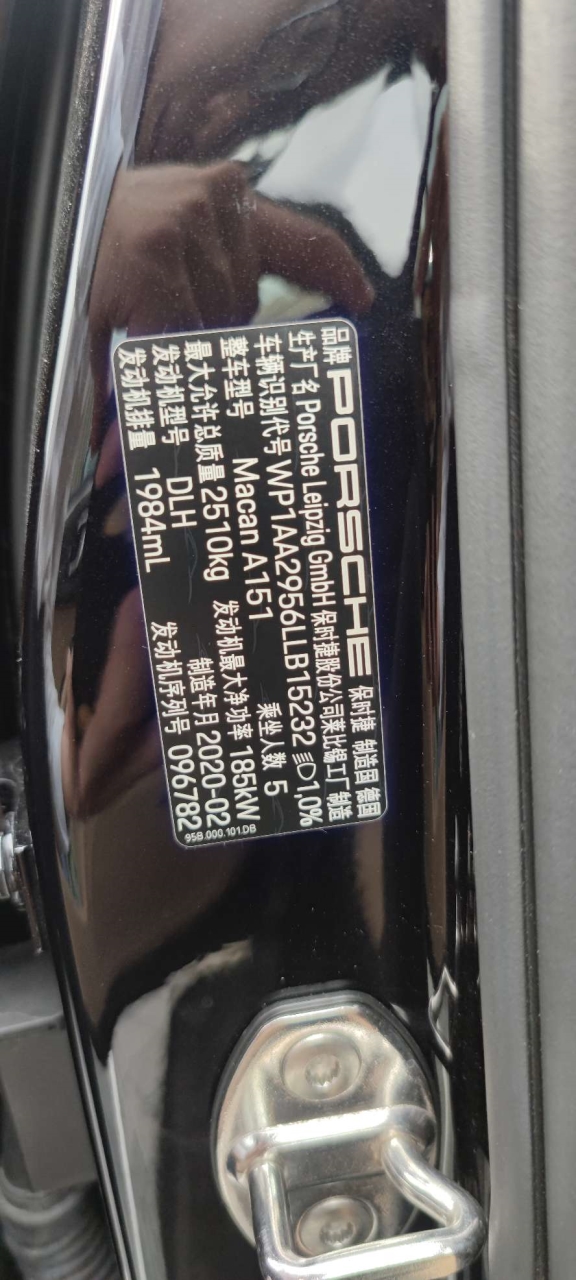 品牌 PORSCHE 保时捷 制造国 德国
生产厂名 Porsche Leipzig GmbH 保时捷股份公司莱比锡工厂 制造
车辆识别代号 WP1AA2956LLB15232 1,0%
整车型号 Macan A151 乘坐人数 5
最大允许总质量 2510kg 发动机最大净功率 185kW
发动机型号 DLH 制造年月 2020-02
发动机排量 1984mL 发动机序列号 096782
95B.000.101.DB